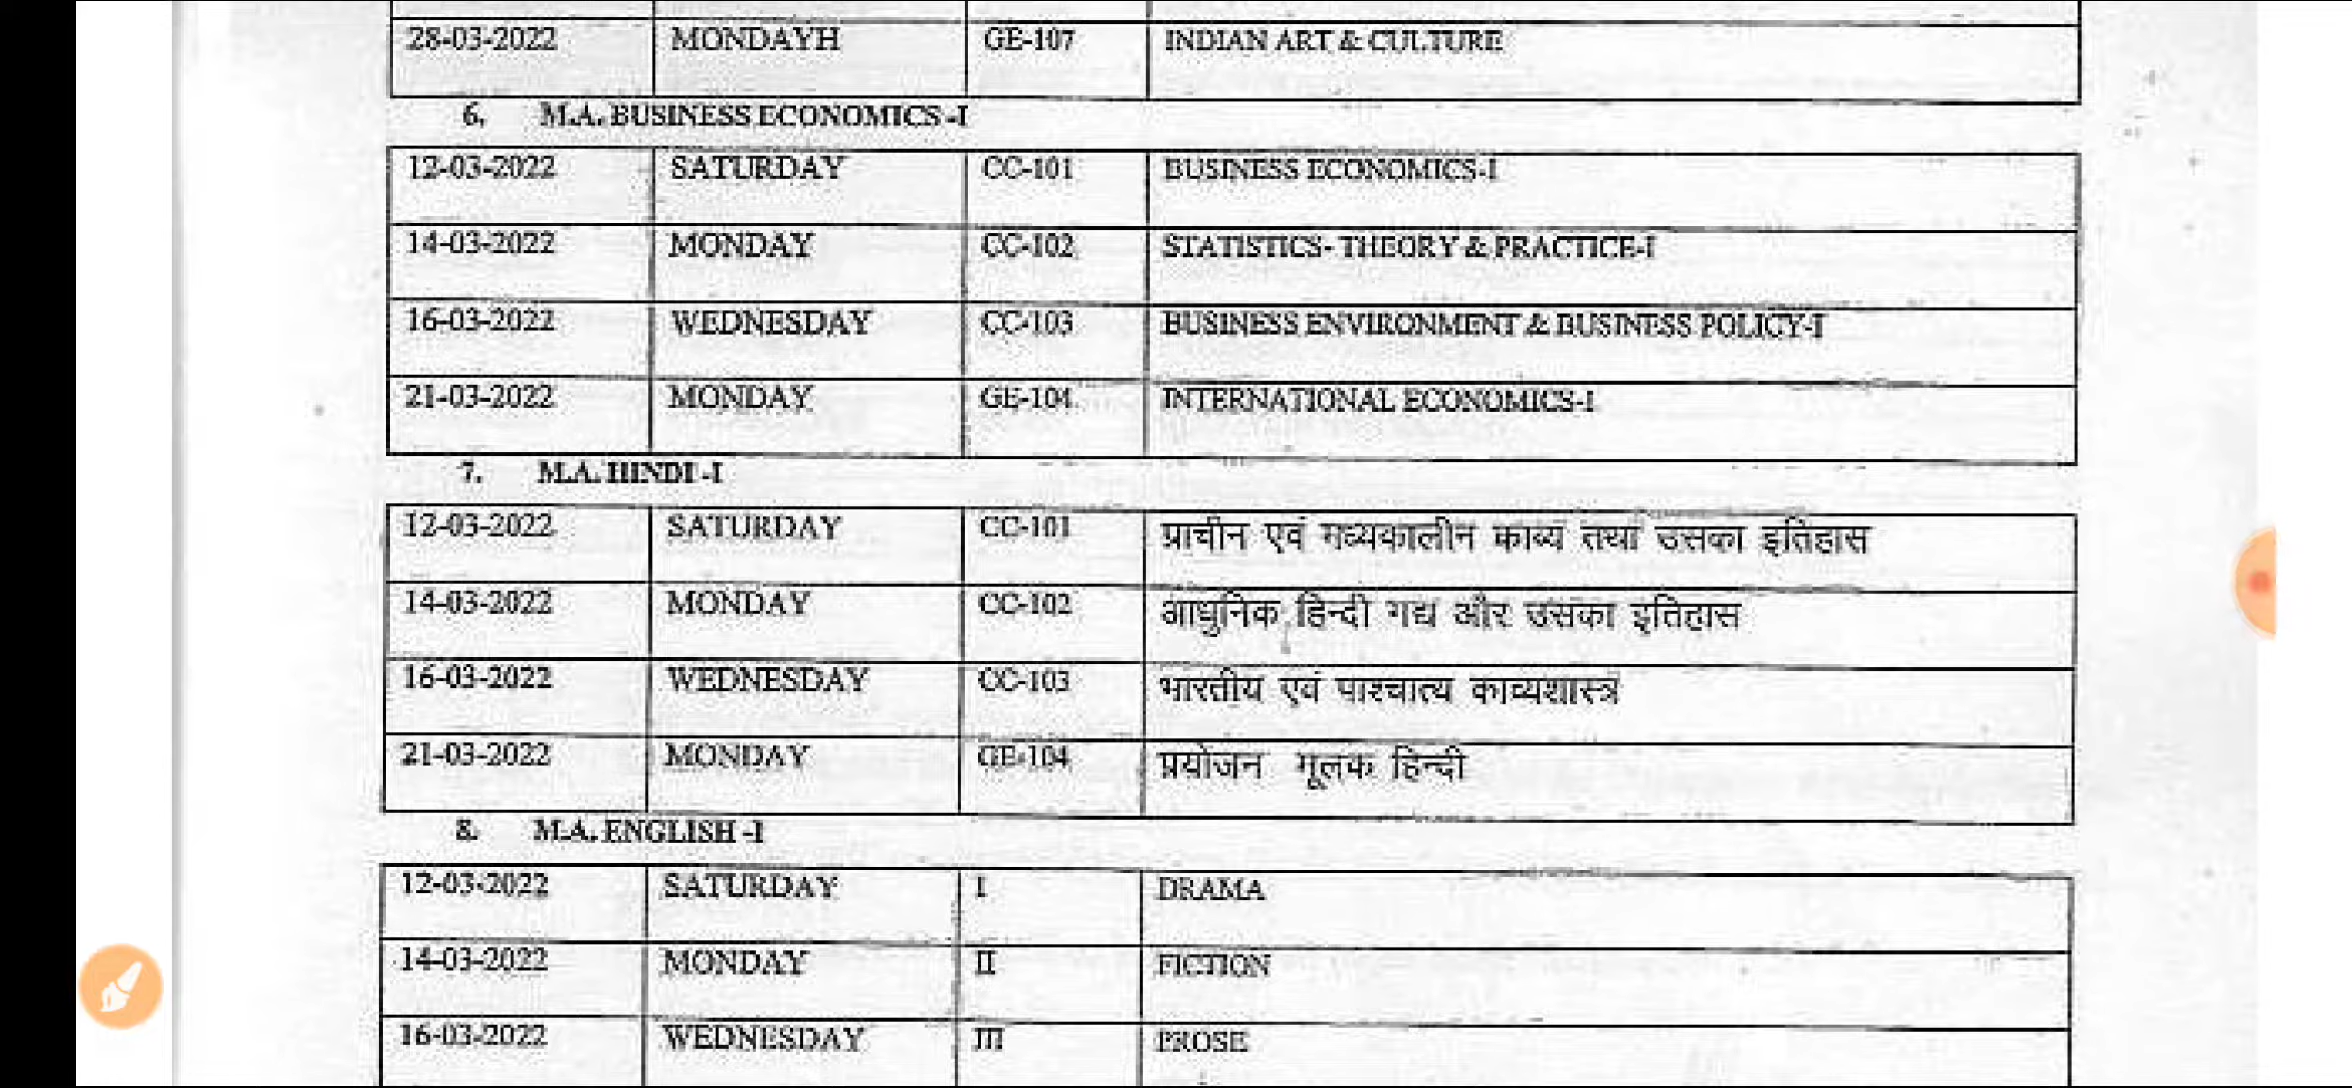 28-03-2022 MONDAYH GE-107 INDIAN ART & CULTURE
6. M.A. BUSINESS ECONOMICS -I
12-03-2022 SATURDAY CC-101 BUSINESS ECONOMICS-I
14-03-2022 MONDAY CC-102 STATISTICS- THEORY & PRACTICE-I
16-03-2022 WEDNESDAY CC-103 BUSINESS ENVIRONMENT & BUSINESS POLICY-I
21-03-2022 MONDAY GE-104 INTERNATIONAL ECONOMICS-I
7. M.A. HINDI -I
12-03-2022 SATURDAY CC-101 प्राचीन एवं मध्यकालीन काव्य तथा उसका इतिहास
14-03-2022 MONDAY CC-102 आधुनिक हिन्दी गद्य और उसका इतिहास
16-03-2022 WEDNESDAY CC-103 भारतीय एवं पाश्चात्य काव्यशास्त्र
21-03-2022 MONDAY GE-104 प्रयोजन मूलक हिन्दी
8. M.A. ENGLISH -I
12-03-2022 SATURDAY I DRAMA
14-03-2022 MONDAY II FICTION
16-03-2022 WEDNESDAY III PROSE